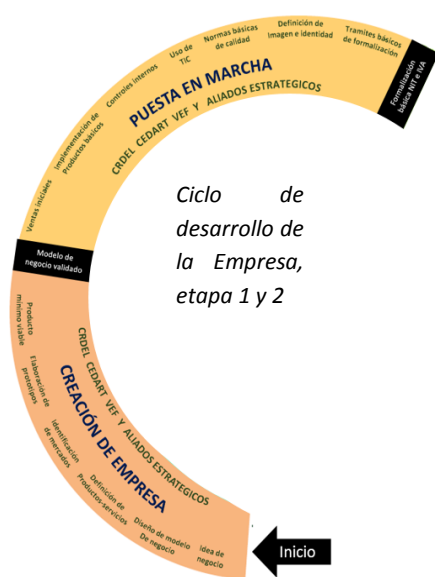 Inicio
Idea de
negocio
Diseño de modelo
De negocio
Definición de
Productos-servicios
identificación
de mercados
Elaboración de
prototipos
Producto
mínimo viable
CREACIÓN DE EMPRESA
CRDEL CEDART VEF Y ALIADOS ESTRATEGICOS
Modelo de
negocio validado
Ventas iniciales
Implementación de
Productos básicos
Controles internos
Uso de
TIC
Normas básicas
de calidad
Definición de
Imagen e identidad
Tramites básicos
de formalización
PUESTA EN MARCHA
CRDEL CEDART VEF Y ALIADOS ESTRATEGICOS
Formalización
básica NIT e IVA
Ciclo de
desarrollo de
la Empresa,
etapa 1 y 2